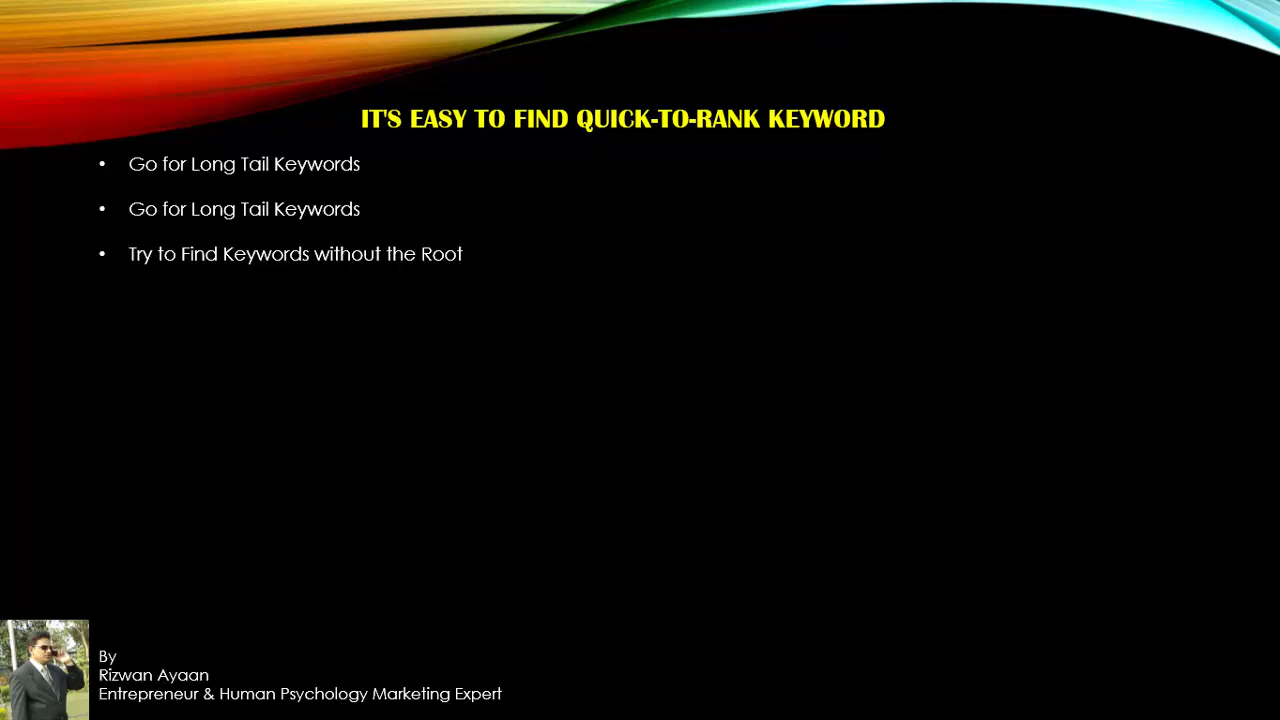 IT'S EASY TO FIND QUICK-TO-RANK KEYWORD
• Go for Long Tail Keywords
• Go for Long Tail Keywords
• Try to Find Keywords without the Root
By
Rizwan Ayaan
Entrepreneur & Human Psychology Marketing Expert